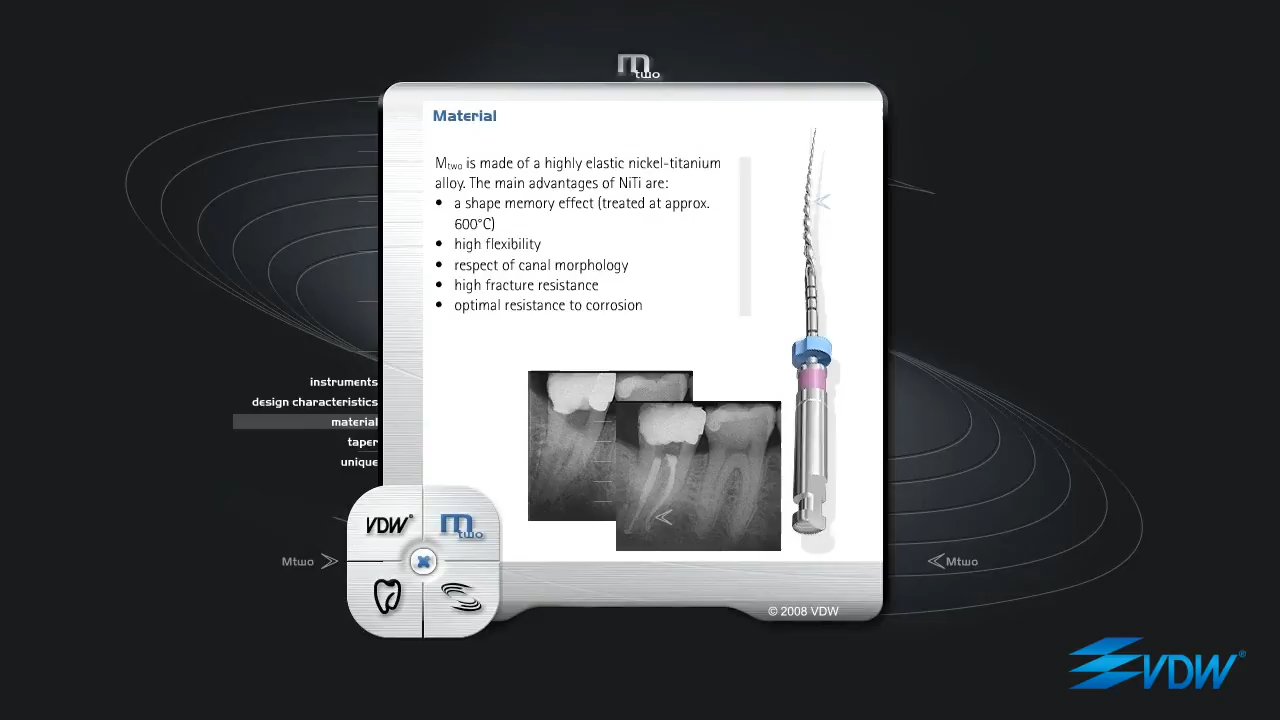 m
two
Material
Mtwo is made of a highly elastic nickel-titanium
alloy. The main advantages of NiTi are:
• a shape memory effect (treated at approx.
600°C)
• high flexibility
• respect of canal morphology
• high fracture resistance
• optimal resistance to corrosion
instruments
design characteristics
material
taper
unique
VDW®
m
two
Mtwo
Mtwo
© 2008 VDW
VDW®